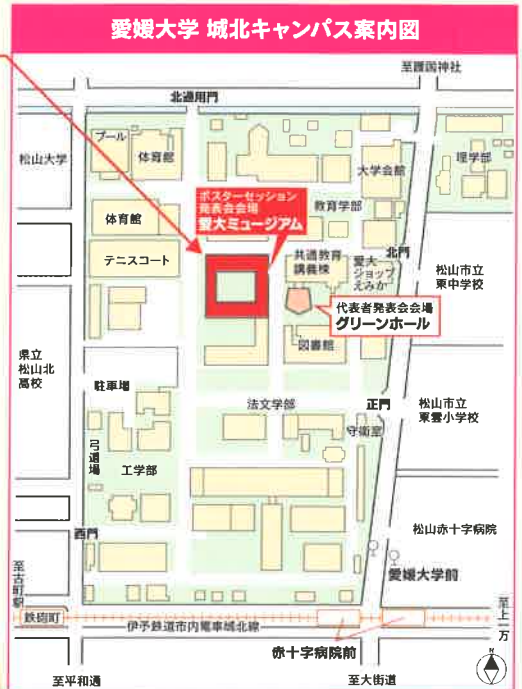 愛媛大学 城北キャンパス案内図
至護国神社
北通用門
プール
体育館
松山大学
大学会館
理学部
ポスターセッション
発表会会場
愛大ミュージアム
教育学部
体育館
テニスコート
共通教育
講義棟
北門
愛大
ショップ
えみか
松山市立
東中学校
代表者発表会会場
グリーンホール
図書館
県立
松山北
高校
駐車場
法文学部
正門
松山市立
東雲小学校
守衛室
弓道場
工学部
松山赤十字病院
西門
愛媛大学前
至古町駅
鉄砲町
伊予鉄道市内電車城北線
至上一万
赤十字病院前
至平和通
至大街道
N